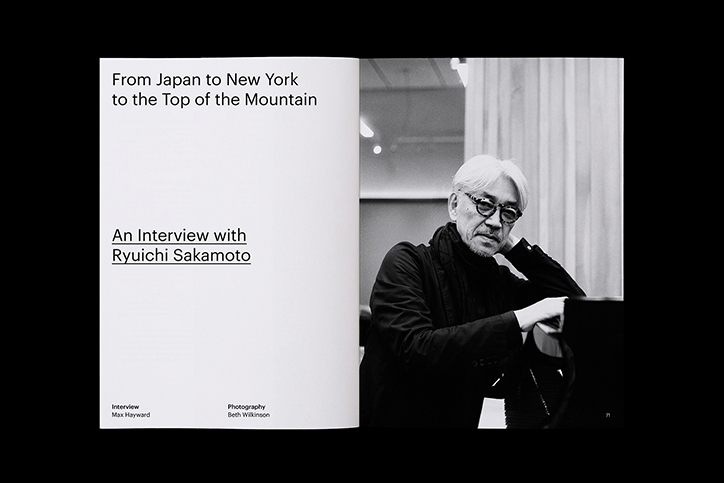 From Japan to New York
to the Top of the Mountain
An Interview with
Ryuichi Sakamoto
Interview
Max Hayward
Photography
Beth Wilkinson